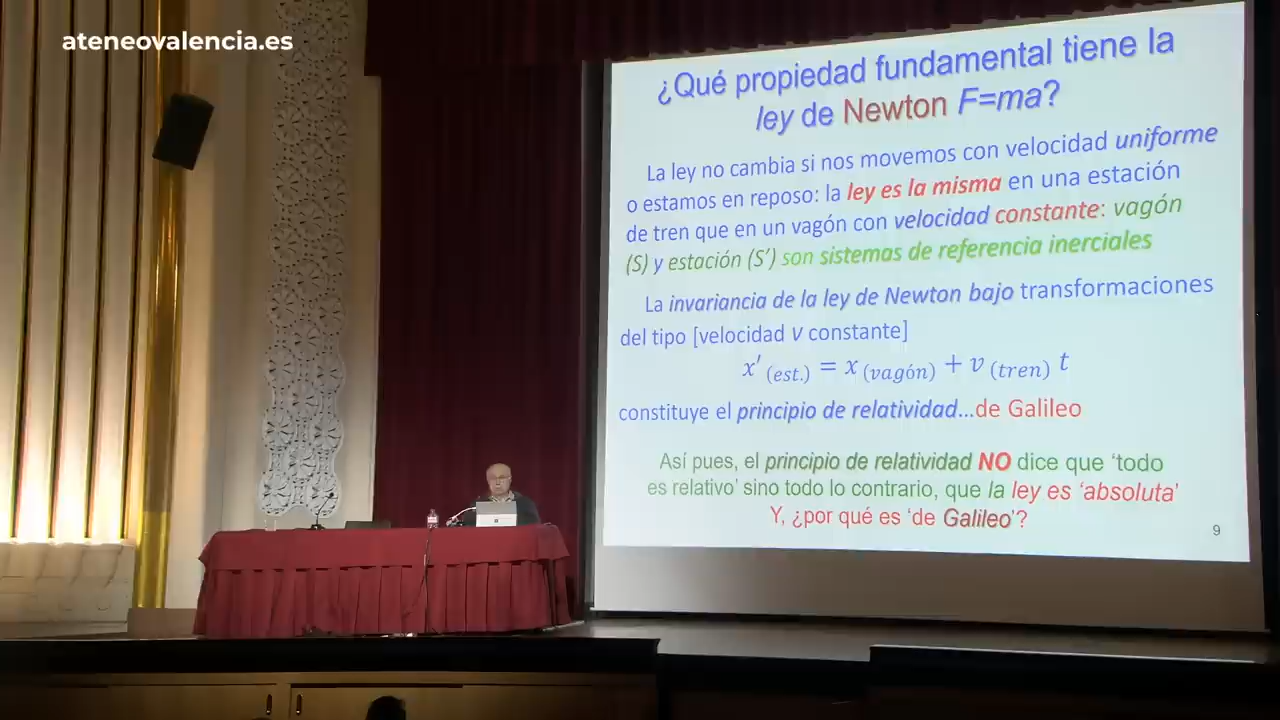 ateneovalencia.es
¿Qué propiedad fundamental tiene la
ley de Newton F=ma?
La ley no cambia si nos movemos con velocidad uniforme
o estamos en reposo: la ley es la misma en una estación
de tren que en un vagón con velocidad constante: vagón
(S) y estación (S’) son sistemas de referencia inerciales
La invariancia de la ley de Newton bajo transformaciones
del tipo [velocidad v constante]
x′ (est.) = x (vagón) + v (tren) t
constituye el principio de relatividad...de Galileo
Así pues, el principio de relatividad NO dice que ‘todo
es relativo’ sino todo lo contrario, que la ley es ‘absoluta’
Y, ¿por qué es ‘de Galileo’?
9